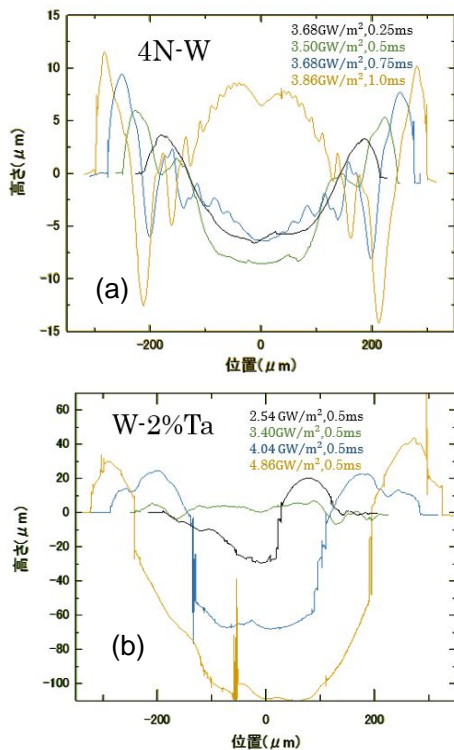 4N-W
3.68GW/m², 0.25ms
3.50GW/m², 0.5ms
3.68GW/m², 0.75ms
3.86GW/m², 1.0ms
高さ(μm)
10
5
0
-5
-10
15
15
(a)
-200
0
200
位置(μm)
W-2%Ta
2.54 GW/m², 0.5ms
3.40GW/m², 0.5ms
4.04 GW/m², 0.5ms
4.86GW/m², 0.5ms
高さ(μm)
60
40
20
0
-20
-40
-60
-80
-100
(b)
-200
0
200
位置(μm)